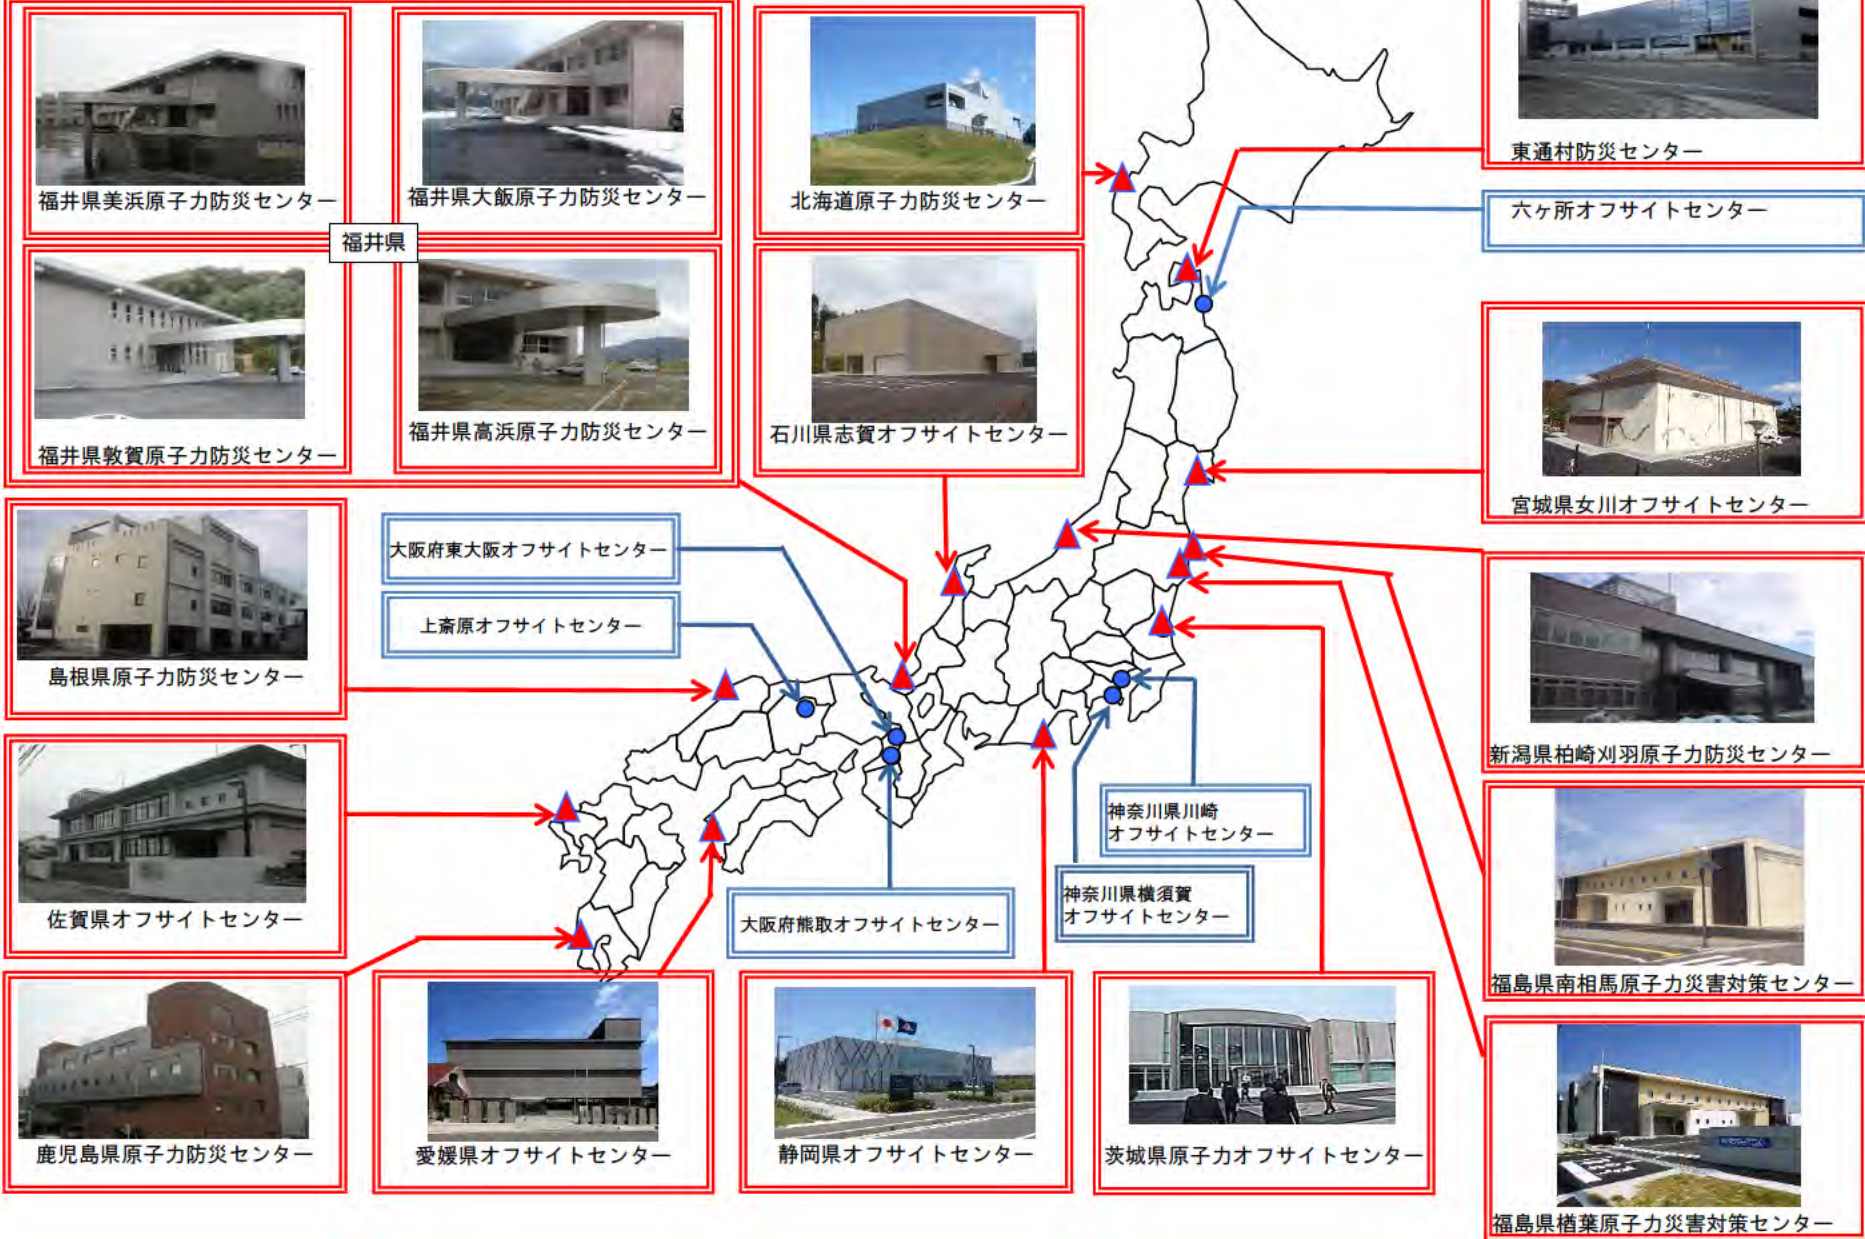 福井県美浜原子力防災センター
福井県大飯原子力防災センター
福井県
福井県敦賀原子力防災センター
福井県高浜原子力防災センター
北海道原子力防災センター
石川県志賀オフサイトセンター
東通村防災センター
六ヶ所オフサイトセンター
宮城県女川オフサイトセンター
大阪府東大阪オフサイトセンター
上斎原オフサイトセンター
島根県原子力防災センター
新潟県柏崎刈羽原子力防災センター
佐賀県オフサイトセンター
神奈川県川崎
オフサイトセンター
神奈川県横須賀
オフサイトセンター
大阪府熊取オフサイトセンター
福島県南相馬原子力災害対策センター
鹿児島県原子力防災センター
愛媛県オフサイトセンター
静岡県オフサイトセンター
茨城県原子力オフサイトセンター
福島県楢葉原子力災害対策センター